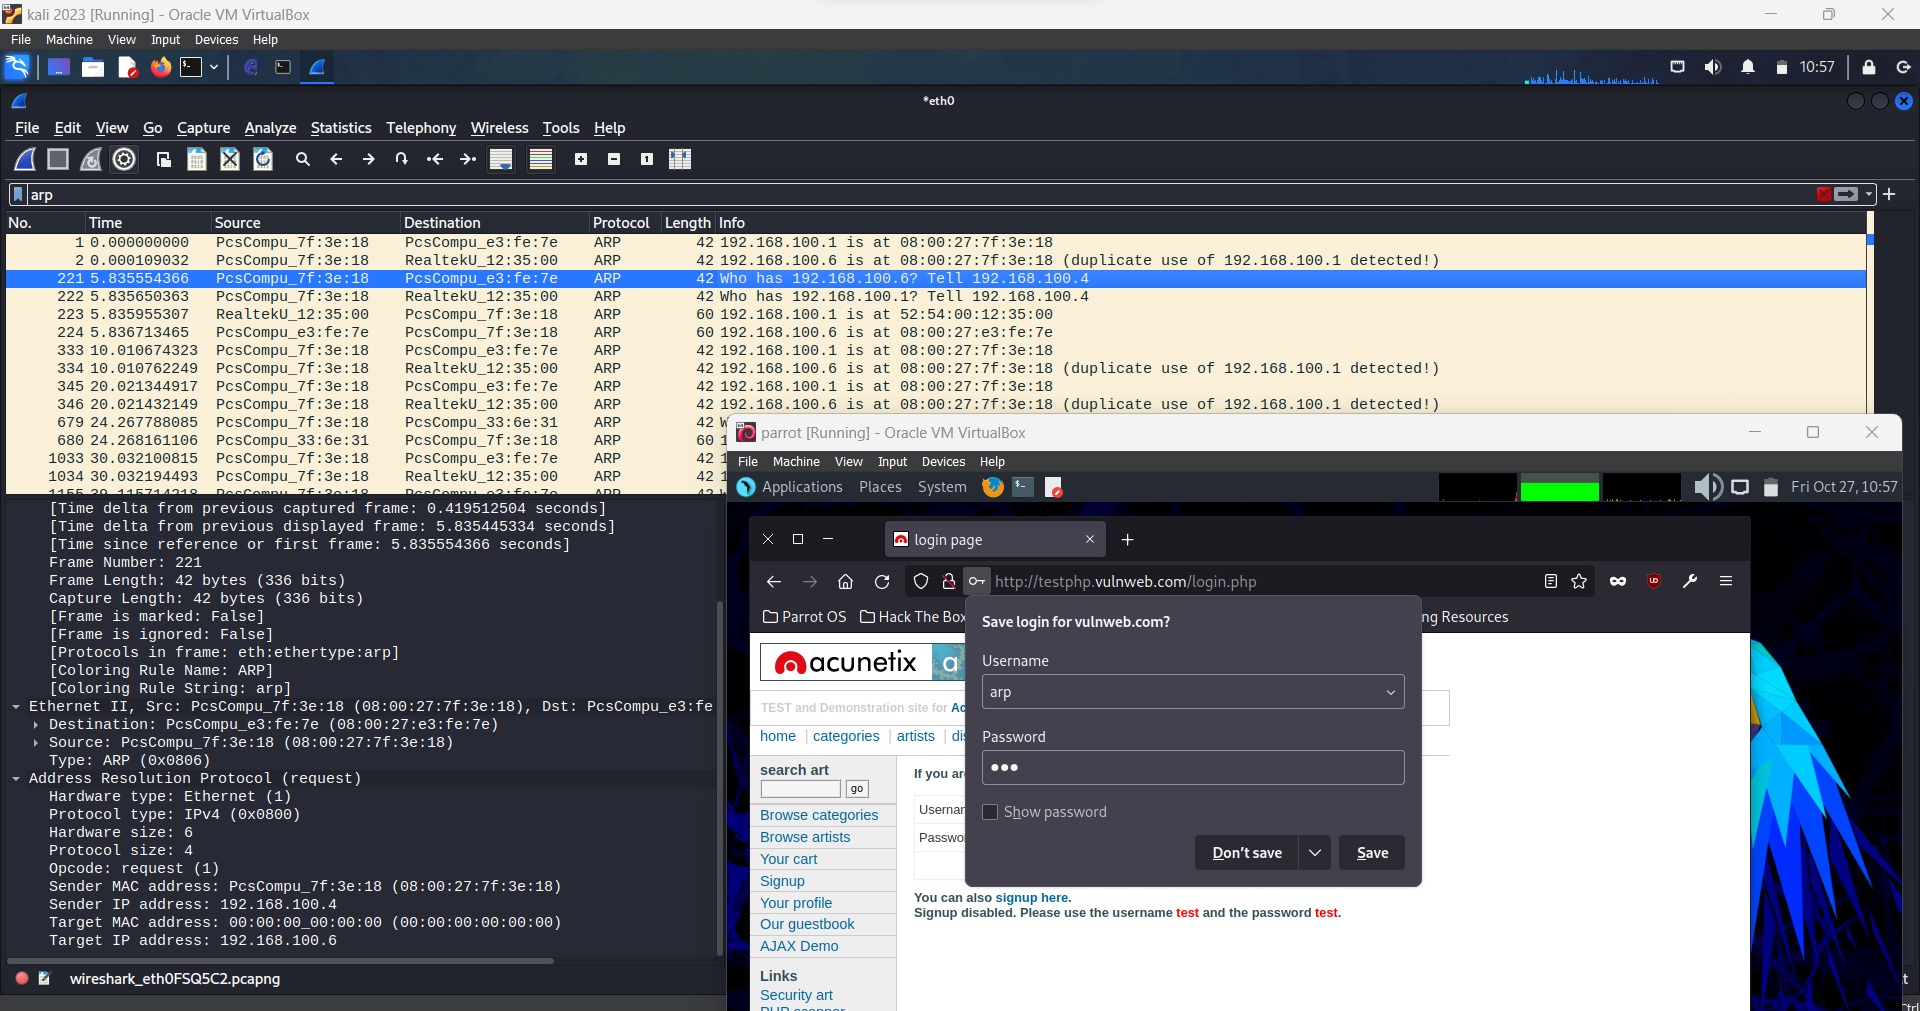 kali 2023 [Running] - Oracle VM VirtualBox
File Machine View Input Devices Help
10:57
*eth0
File Edit View Go Capture Analyze Statistics Telephony Wireless Tools Help
arp
No. Time Source Destination Protocol Length Info
1 0.000000000 PcsCompu_7f:3e:18 PcsCompu_e3:fe:7e ARP 42 192.168.100.1 is at 08:00:27:7f:3e:18
2 0.000109032 PcsCompu_7f:3e:18 RealtekU_12:35:00 ARP 42 192.168.100.6 is at 08:00:27:7f:3e:18 (duplicate use of 192.168.100.1 detected!)
221 5.835554366 PcsCompu_7f:3e:18 PcsCompu_e3:fe:7e ARP 42 Who has 192.168.100.6? Tell 192.168.100.4
222 5.835650363 PcsCompu_7f:3e:18 RealtekU_12:35:00 ARP 42 Who has 192.168.100.1? Tell 192.168.100.4
223 5.835955307 RealtekU_12:35:00 PcsCompu_7f:3e:18 ARP 60 192.168.100.1 is at 52:54:00:12:35:00
224 5.836713465 PcsCompu_e3:fe:7e PcsCompu_7f:3e:18 ARP 60 192.168.100.6 is at 08:00:27:e3:fe:7e
333 10.010674323 PcsCompu_7f:3e:18 PcsCompu_e3:fe:7e ARP 42 192.168.100.1 is at 08:00:27:7f:3e:18
334 10.010762249 PcsCompu_7f:3e:18 RealtekU_12:35:00 ARP 42 192.168.100.6 is at 08:00:27:7f:3e:18 (duplicate use of 192.168.100.1 detected!)
345 20.021344917 PcsCompu_7f:3e:18 PcsCompu_e3:fe:7e ARP 42 192.168.100.1 is at 08:00:27:7f:3e:18
346 20.021432149 PcsCompu_7f:3e:18 RealtekU_12:35:00 ARP 42 192.168.100.6 is at 08:00:27:7f:3e:18 (duplicate use of 192.168.100.1 detected!)
679 24.267788085 PcsCompu_7f:3e:18 PcsCompu_33:6e:31 ARP 42
680 24.268161106 PcsCompu_33:6e:31 PcsCompu_7f:3e:18 ARP 60
1033 30.032100815 PcsCompu_7f:3e:18 PcsCompu_e3:fe:7e ARP 42
1034 30.032194493 PcsCompu_7f:3e:18 RealtekU_12:35:00 ARP 42
[Time delta from previous captured frame: 0.419512504 seconds]
[Time delta from previous displayed frame: 5.835445334 seconds]
[Time since reference or first frame: 5.835554366 seconds]
Frame Number: 221
Frame Length: 42 bytes (336 bits)
Capture Length: 42 bytes (336 bits)
[Frame is marked: False]
[Frame is ignored: False]
[Protocols in frame: eth:ethertype:arp]
[Coloring Rule Name: ARP]
[Coloring Rule String: arp]
Ethernet II, Src: PcsCompu_7f:3e:18 (08:00:27:7f:3e:18), Dst: PcsCompu_e3:fe
Destination: PcsCompu_e3:fe:7e (08:00:27:e3:fe:7e)
Source: PcsCompu_7f:3e:18 (08:00:27:7f:3e:18)
Type: ARP (0x0806)
Address Resolution Protocol (request)
Hardware type: Ethernet (1)
Protocol type: IPv4 (0x0800)
Hardware size: 6
Protocol size: 4
Opcode: request (1)
Sender MAC address: PcsCompu_7f:3e:18 (08:00:27:7f:3e:18)
Sender IP address: 192.168.100.4
Target MAC address: 00:00:00_00:00:00 (00:00:00:00:00:00)
Target IP address: 192.168.100.6
wireshark_eth0FSQ5C2.pcapng
parrot [Running] - Oracle VM VirtualBox
File Machine View Input Devices Help
Applications Places System Fri Oct 27, 10:57
login page
http://testphp.vulnweb.com/login.php
Parrot OS Hack The Box ng Resources
acunetix a
TEST and Demonstration site for Ac
home categories artists dis
search art
go
Browse categories
Browse artists
Your cart
Signup
Your profile
Our guestbook
AJAX Demo
Links
Security art
If you are
Usernam
Passwo
Save login for vulnweb.com?
Username
arp
Password
●●●
Show password
Don't save Save
You can also signup here.
Signup disabled. Please use the username test and the password test.